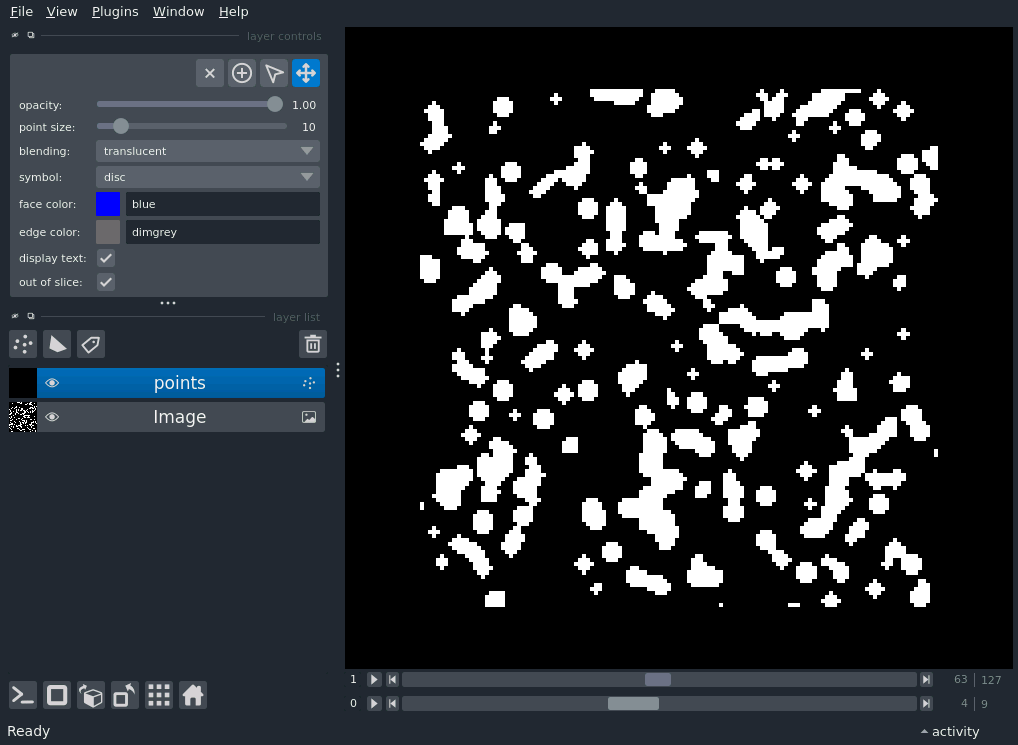 File View Plugins Window Help
layer controls
opacity: 1.00
point size: 10
blending: translucent
symbol: disc
face color: blue
edge color: dimgrey
display text:
out of slice:
layer list
points
Image
1 63 127
0 4 9
Ready activity